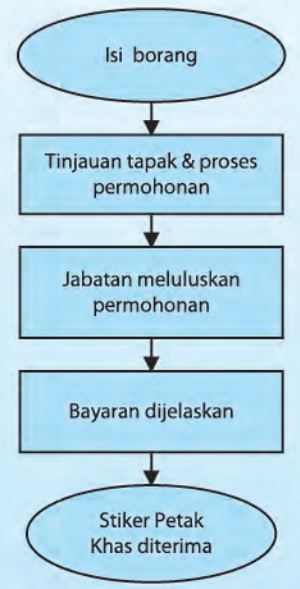 Isi borang
Tinjauan tapak & proses
permohonan
Jabatan meluluskan
permohonan
Bayaran dijelaskan
Stiker Petak
Khas diterima